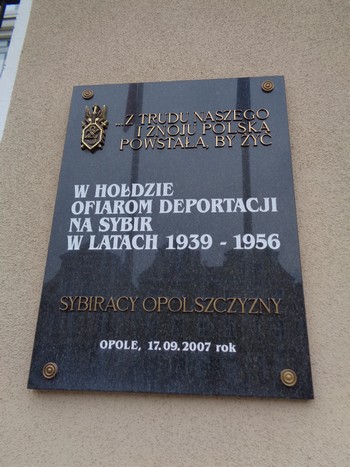 ...Z TRUDU NASZEGO
I ZNOJU POLSKA
POWSTAŁA, BY ŻYĆ
W HOŁDZIE
OFIAROM DEPORTACJI
NA SYBIR
W LATACH 1939 - 1956
SYBIRACY OPOLSZCZYZNY
OPOLE, 17.09.2007 rok